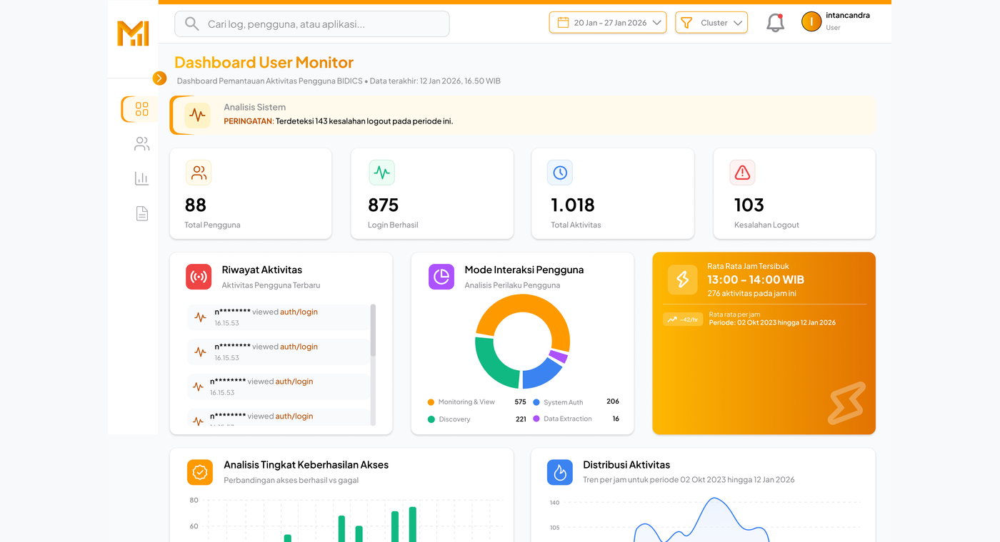 Cari log, pengguna, atau aplikasi...
20 Jan - 27 Jan 2026
Cluster
I
intancandra
User
Dashboard User Monitor
Dashboard Pemantauan Aktivitas Pengguna BIDICS • Data terakhir: 12 Jan 2026, 16.50 WIB
Analisis Sistem
PERINGATAN: Terdeteksi 143 kesalahan logout pada periode ini.
88
Total Pengguna
875
Login Berhasil
1.018
Total Aktivitas
103
Kesalahan Logout
Riwayat Aktivitas
Aktivitas Pengguna Terbaru
n******** viewed auth/login
16.15.53
n******** viewed auth/login
16.15.53
n******** viewed auth/login
16.15.53
n******** viewed auth/login
Mode Interaksi Pengguna
Analisis Perilaku Pengguna
Monitoring & View 575
System Auth 206
Discovery 221
Data Extraction 16
Rata Rata Jam Tersibuk
13:00 - 14:00 WIB
276 aktivitas pada jam ini
~42/hr
Rata rata per jam
Periode: 02 Okt 2023 hingga 12 Jan 2026
Analisis Tingkat Keberhasilan Akses
Perbandingan akses berhasil vs gagal
80
60
Distribusi Aktivitas
Tren per jam untuk periode 02 Okt 2023 hingga 12 Jan 2026
140
105